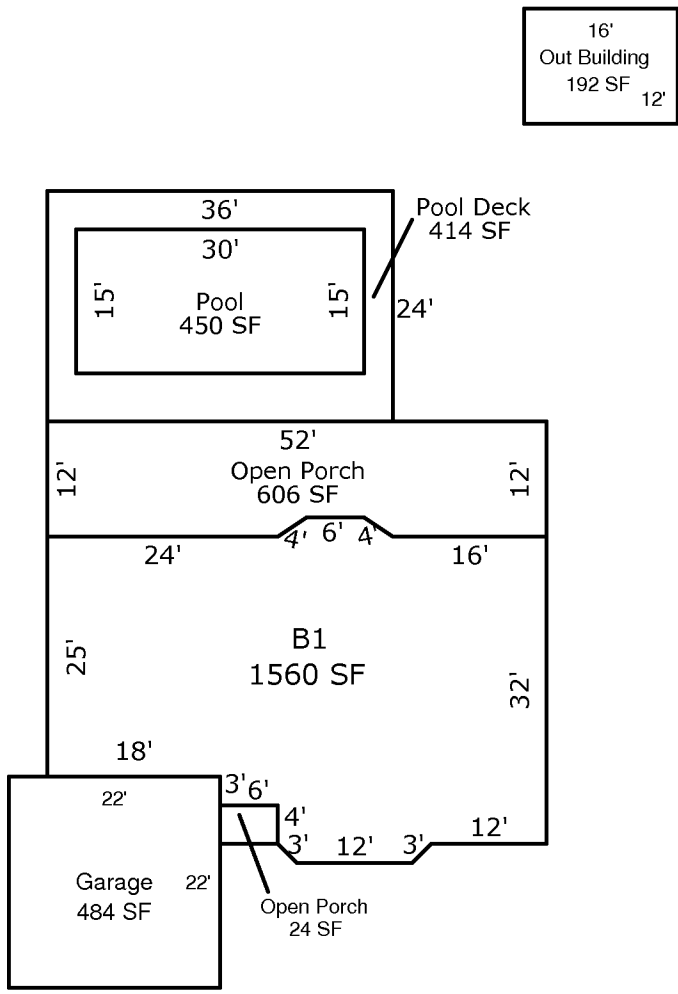 16'
Out Building
192 SF
12'
36'
Pool Deck
414 SF
30'
15'
Pool
450 SF
15'
24'
52'
12'
Open Porch
606 SF
12'
4'
6'
4'
24'
16'
B1
1560 SF
25'
32'
18'
22'
3'
6'
4'
3'
12'
3'
12'
Garage
484 SF
22'
Open Porch
24 SF